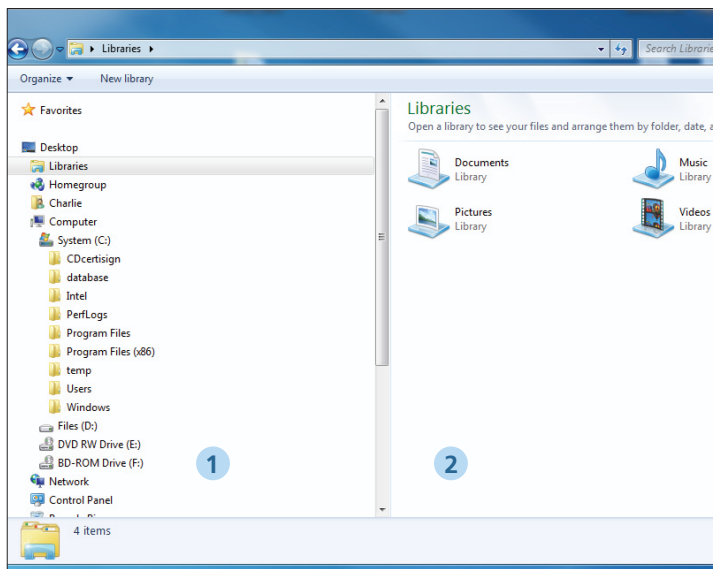 Libraries
Search Librarie
Organize
New library
Favorites
Desktop
Libraries
Homegroup
Charlie
Computer
System (C:)
CDcertisign
database
Intel
PerfLogs
Program Files
Program Files (x86)
temp
Users
Windows
Files (D:)
DVD RW Drive (E:)
BD-ROM Drive (F:)
Network
Control Panel
1
Libraries
Open a library to see your files and arrange them by folder, date, a
Documents
Library
Music
Library
Pictures
Library
Videos
Library
2
4 items